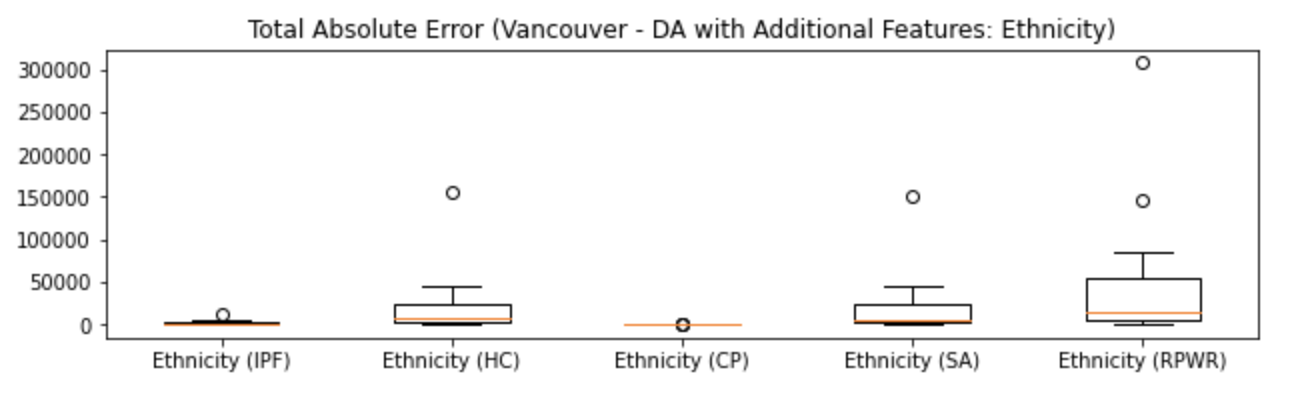 Total Absolute Error (Vancouver - DA with Additional Features: Ethnicity)
300000
250000
200000
150000
100000
50000
0
Ethnicity (IPF)
Ethnicity (HC)
Ethnicity (CP)
Ethnicity (SA)
Ethnicity (RPWR)